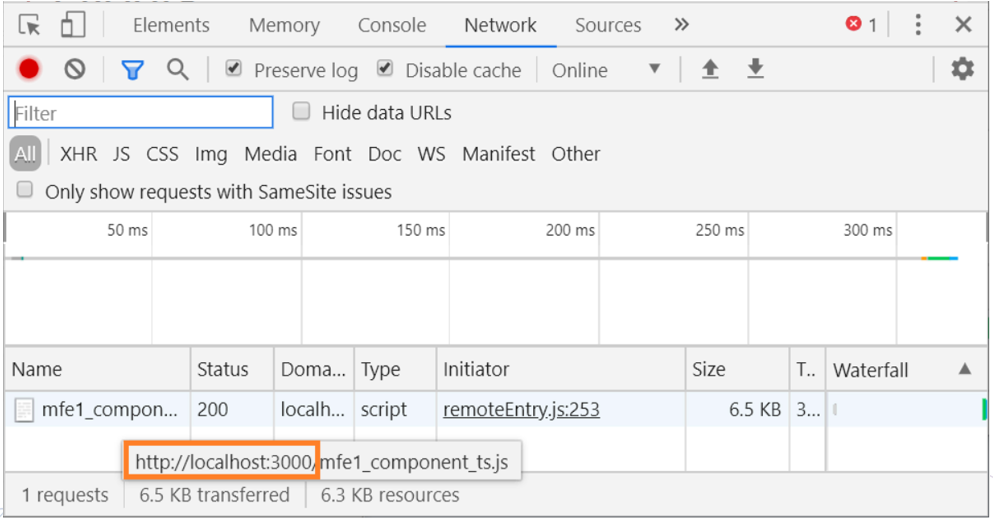 Elements Memory Console Network Sources » 1
Preserve log Disable cache Online
Filter Hide data URLs
All XHR JS CSS Img Media Font Doc WS Manifest Other
Only show requests with SameSite issues
50 ms 100 ms 150 ms 200 ms 250 ms 300 ms
Name Status Doma... Type Initiator Size T.. Waterfall
mfe1_compon... 200 localh... script remoteEntry.js:253 6.5 KB 3...
http://localhost:3000/mfe1_component_ts.js
1 requests 6.5 KB transferred 6.3 KB resources